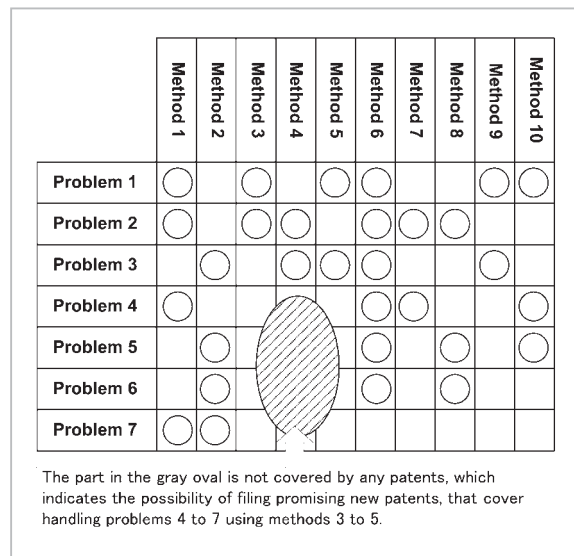 Method 1
Method 2
Method 3
Method 4
Method 5
Method 6
Method 7
Method 8
Method 9
Method 10
Problem 1
Problem 2
Problem 3
Problem 4
Problem 5
Problem 6
Problem 7
The part in the gray oval is not covered by any patents, which
indicates the possibility of filing promising new patents, that cover
handling problems 4 to 7 using methods 3 to 5.